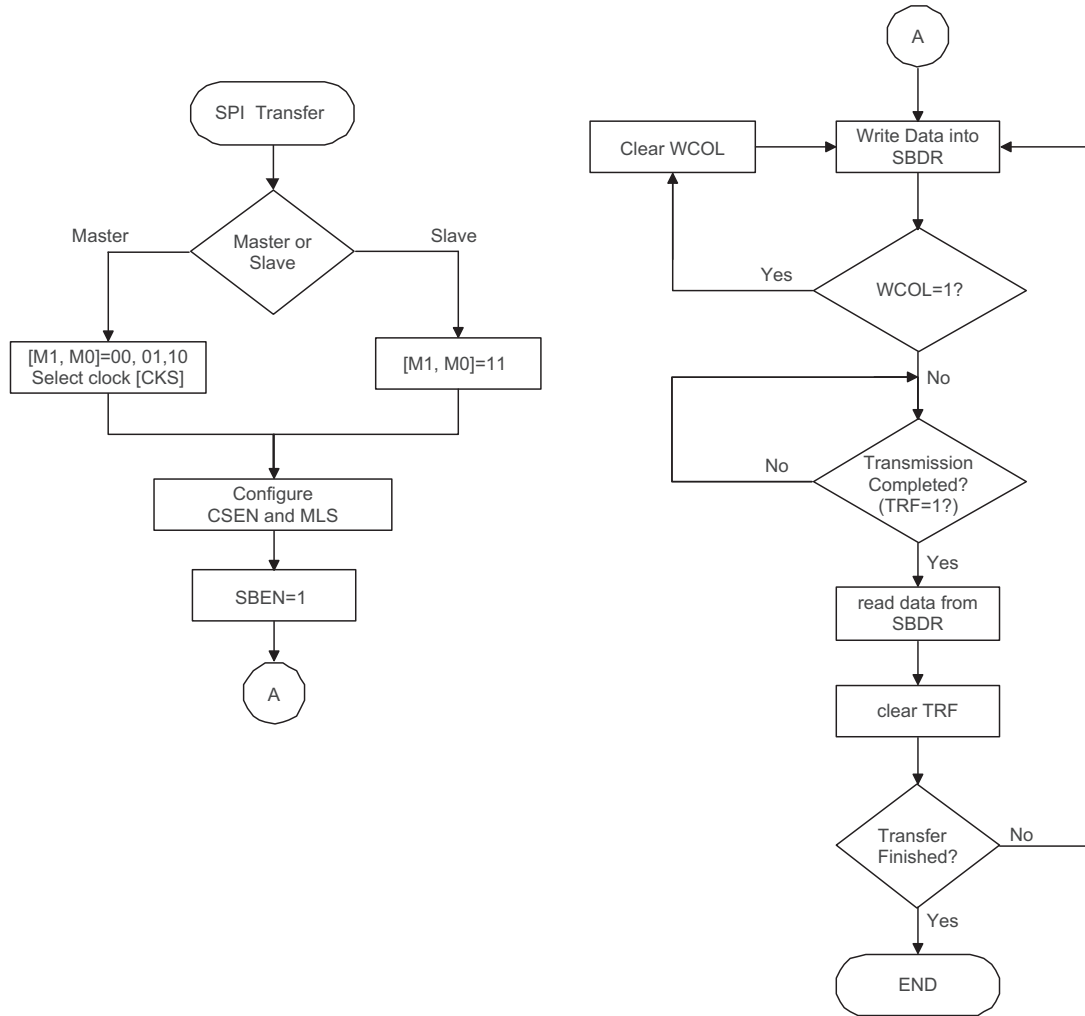 SPI Transfer
Master
Master or
Slave
Slave
[M1, M0]=00, 01,10
Select clock [CKS]
[M1, M0]=11
Configure
CSEN and MLS
SBEN=1
A
A
Clear WCOL
Write Data into
SBDR
Yes
WCOL=1?
No
No
Transmission
Completed?
(TRF=1?)
Yes
read data from
SBDR
clear TRF
Transfer
Finished?
No
Yes
END